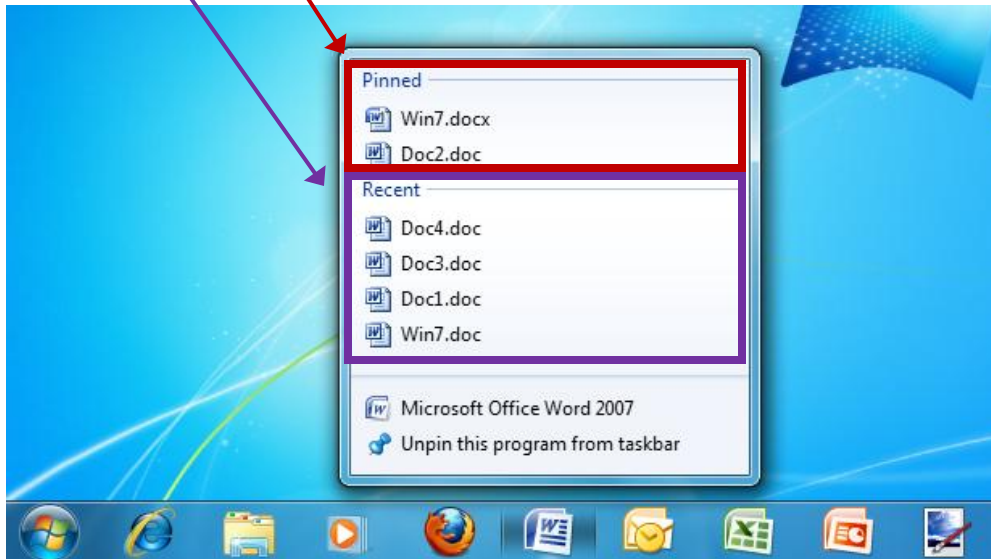 Pinned
Win7.docx
Doc2.doc
Recent
Doc4.doc
Doc3.doc
Doc1.doc
Win7.doc
Microsoft Office Word 2007
Unpin this program from taskbar